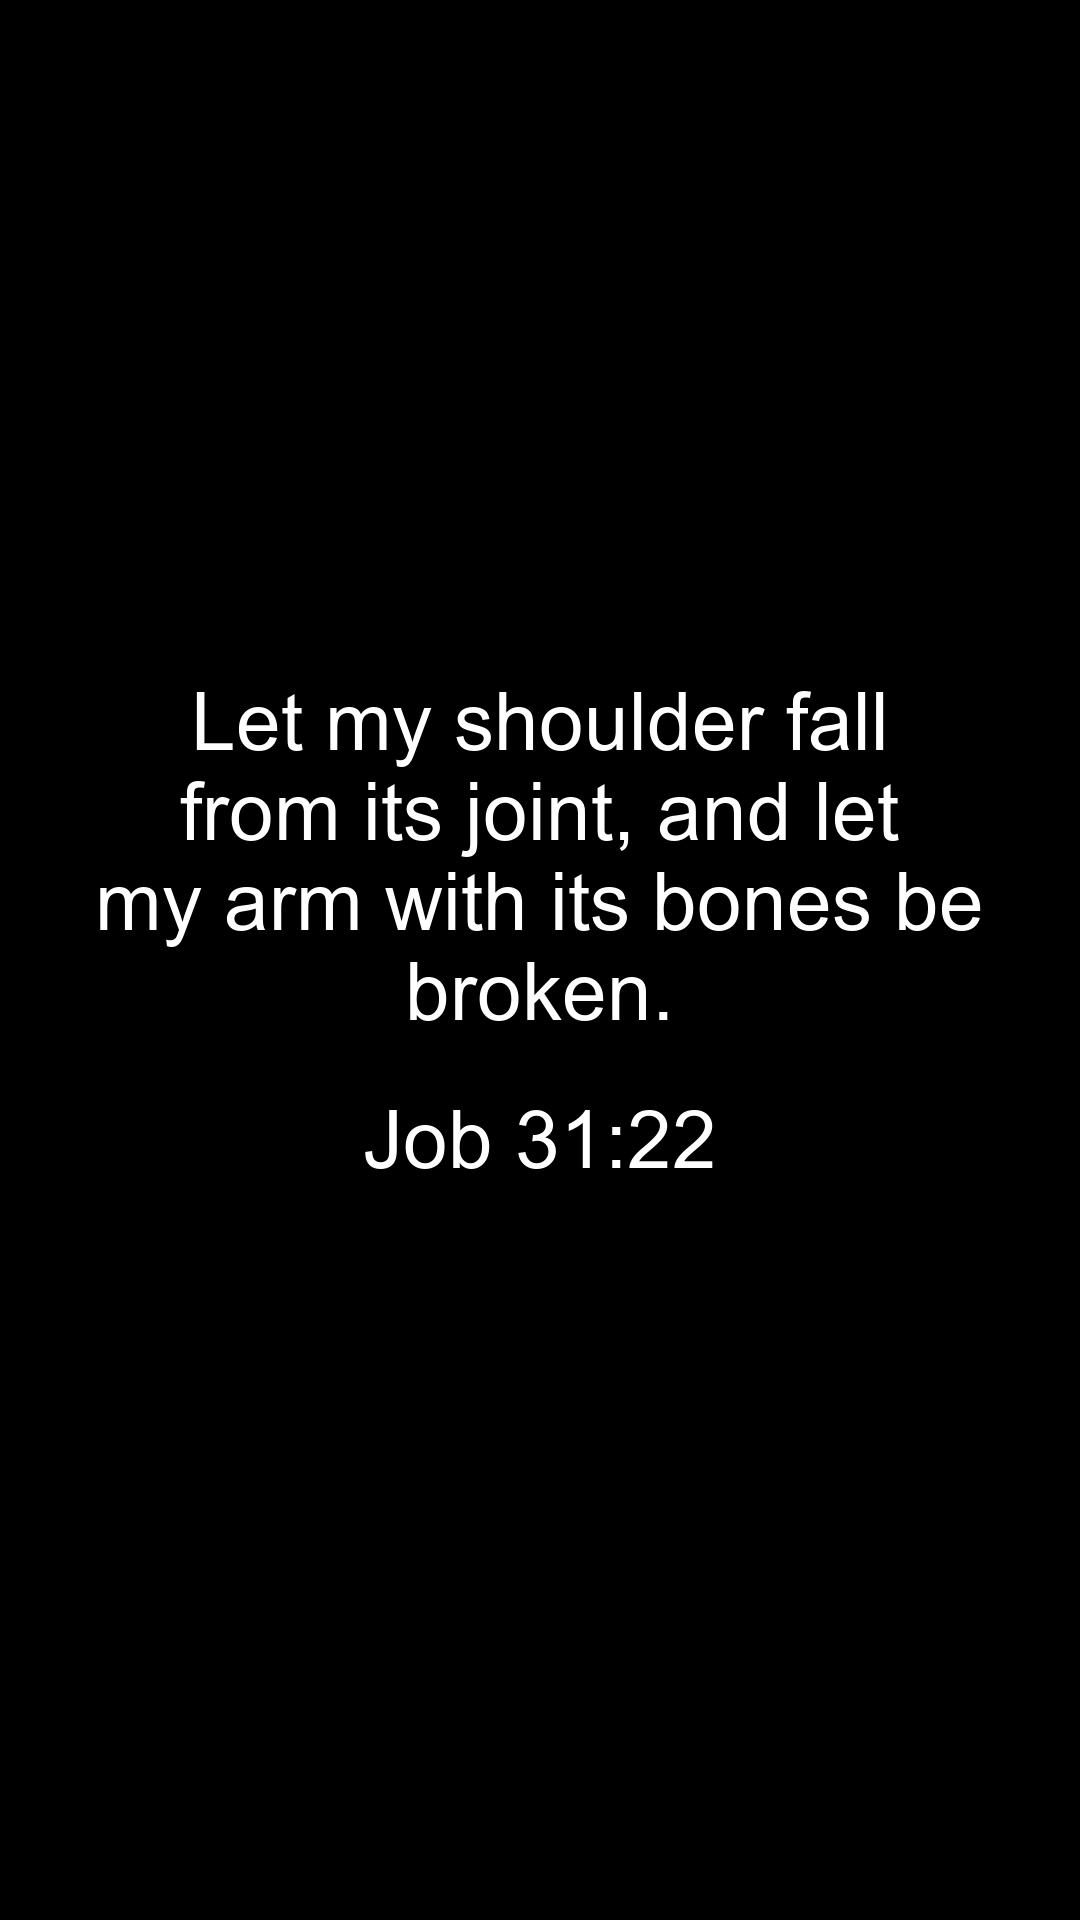 Let my shoulder fall
from its joint, and let
my arm with its bones be
broken.
Job 31:22